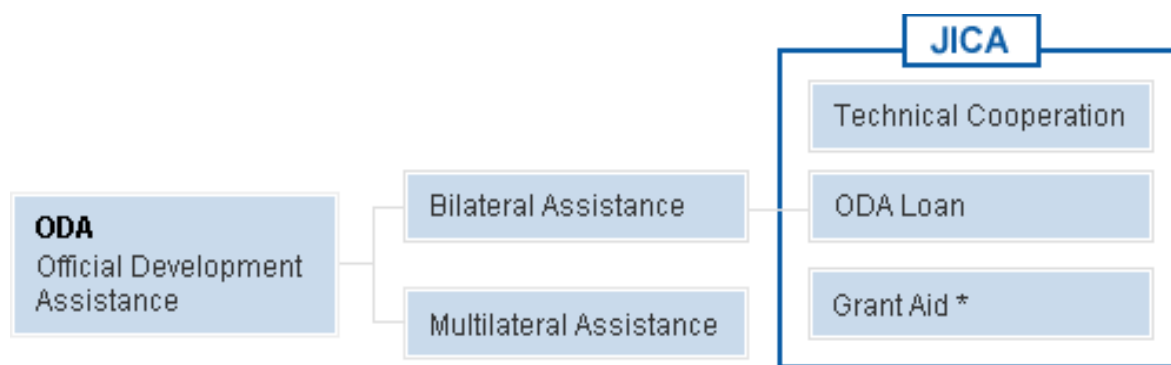 JICA
Technical Cooperation
ODA
Official Development
Assistance
Bilateral Assistance
ODA Loan
Multilateral Assistance
Grant Aid *